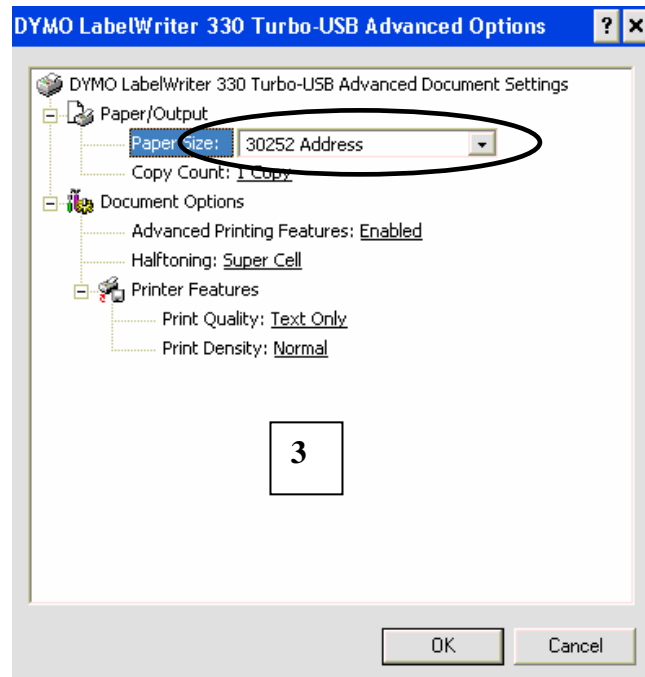 DYMO LabelWriter 330 Turbo-USB Advanced Options
DYMO LabelWriter 330 Turbo-USB Advanced Document Settings
Paper/Output
Paper Size: 30252 Address
Copy Count: 1 Copy
Document Options
Advanced Printing Features: Enabled
Halftoning: Super Cell
Printer Features
Print Quality: Text Only
Print Density: Normal
3
OK Cancel